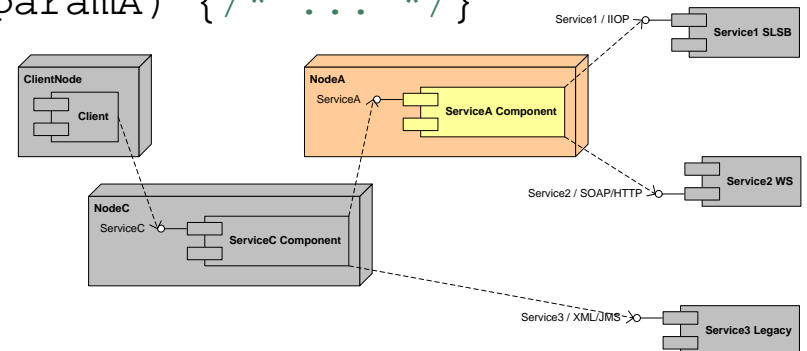 paramA) {/* ... */}
Service1 / IIOP
Service1 SLSB
ClientNode
Client
NodeA
ServiceA
ServiceA Component
Service2 / SOAP/HTTP
Service2 WS
NodeC
ServiceC
ServiceC Component
Service3 / XML/JMS
Service3 Legacy